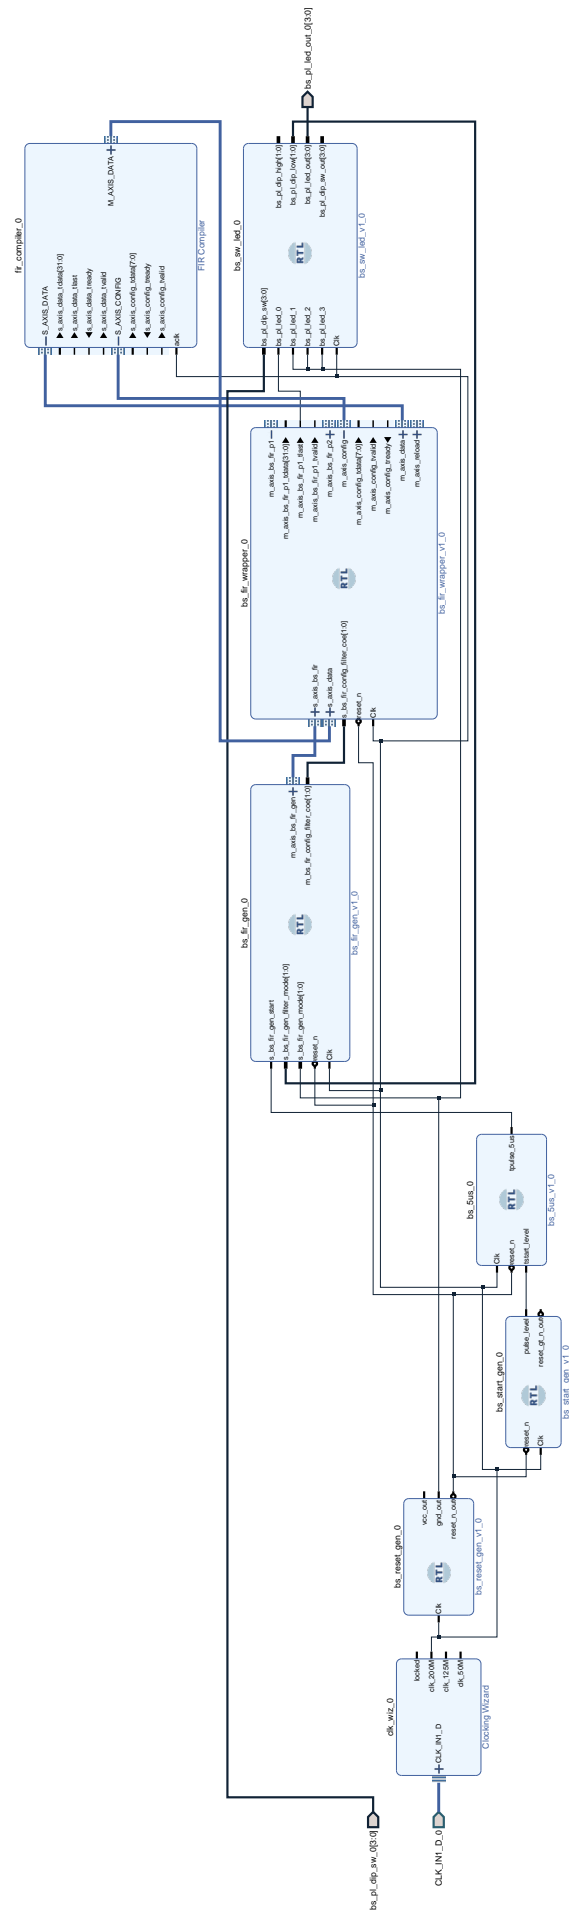 bs_pl_dip_sw_0[3:0]
CLK_IN1_D_0
clk_wiz_0
CLK_IN1_D
locked
clk_200M
clk_125M
clk_50M
Clocking Wizard
bs_reset_gen_0
Clk
RTL
vcc_out
gnd_out
reset_n_out
bs_reset_gen_v1_0
bs_start_gen_0
reset_n
Clk
RTL
pulse_level
reset_gt_n_out
bs_start_gen_v1_0
bs_5us_0
Clk
reset_n
tstart_level
RTL
tpulse_5us
bs_5us_v1_0
bs_fir_gen_0
s_bs_fir_gen_start
s_bs_fir_gen_filter_mode[1:0]
s_bs_fir_gen_mode[1:0]
reset_n
Clk
RTL
m_axis_bs_fir_gen
m_bs_fir_config_filter_coe[1:0]
bs_fir_gen_v1_0
bs_fir_wrapper_0
s_axis_bs_fir
s_axis_data
s_bs_fir_config_filter_coe[1:0]
reset_n
Clk
RTL
m_axis_bs_fir_p1
m_axis_bs_fir_p1_tdata[31:0]
m_axis_bs_fir_p1_tlast
m_axis_bs_fir_p1_tvalid
m_axis_bs_fir_p2
m_axis_config
m_axis_config_tdata[7:0]
m_axis_config_tvalid
m_axis_config_tready
m_axis_data
m_axis_reload
bs_fir_wrapper_v1_0
fir_compiler_0
S_AXIS_DATA
s_axis_data_tdata[31:0]
s_axis_data_tlast
s_axis_data_tready
s_axis_data_tvalid
S_AXIS_CONFIG
s_axis_config_tdata[7:0]
s_axis_config_tready
s_axis_config_tvalid
aclk
M_AXIS_DATA
FIR Compiler
bs_sw_led_0
bs_pl_dip_sw[3:0]
bs_pl_led_0
bs_pl_led_1
bs_pl_led_2
bs_pl_led_3
Clk
RTL
bs_pl_dip_high[1:0]
bs_pl_dip_low[1:0]
bs_pl_led_out[3:0]
bs_pl_dip_sw_out[3:0]
bs_sw_led_v1_0
bs_pl_led_out_0[3:0]